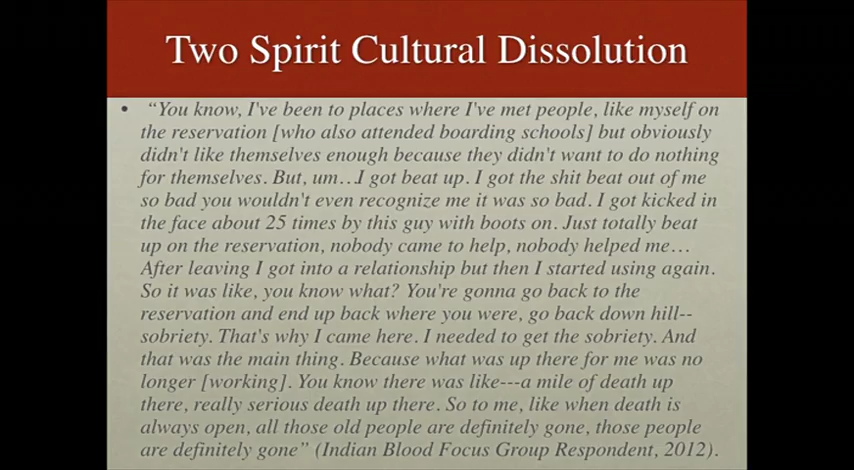 Two Spirit Cultural Dissolution
• “You know, I've been to places where I've met people, like myself on
the reservation [who also attended boarding schools] but obviously
didn't like themselves enough because they didn't want to do nothing
for themselves. But, um…I got beat up. I got the shit beat out of me
so bad you wouldn't even recognize me it was so bad. I got kicked in
the face about 25 times by this guy with boots on. Just totally beat
up on the reservation, nobody came to help, nobody helped me…
After leaving I got into a relationship but then I started using again.
So it was like, you know what? You're gonna go back to the
reservation and end up back where you were, go back down hill--
sobriety. That's why I came here. I needed to get the sobriety. And
that was the main thing. Because what was up there for me was no
longer [working]. You know there was like---a mile of death up
there, really serious death up there. So to me, like when death is
always open, all those old people are definitely gone, those people
are definitely gone” (Indian Blood Focus Group Respondent, 2012).